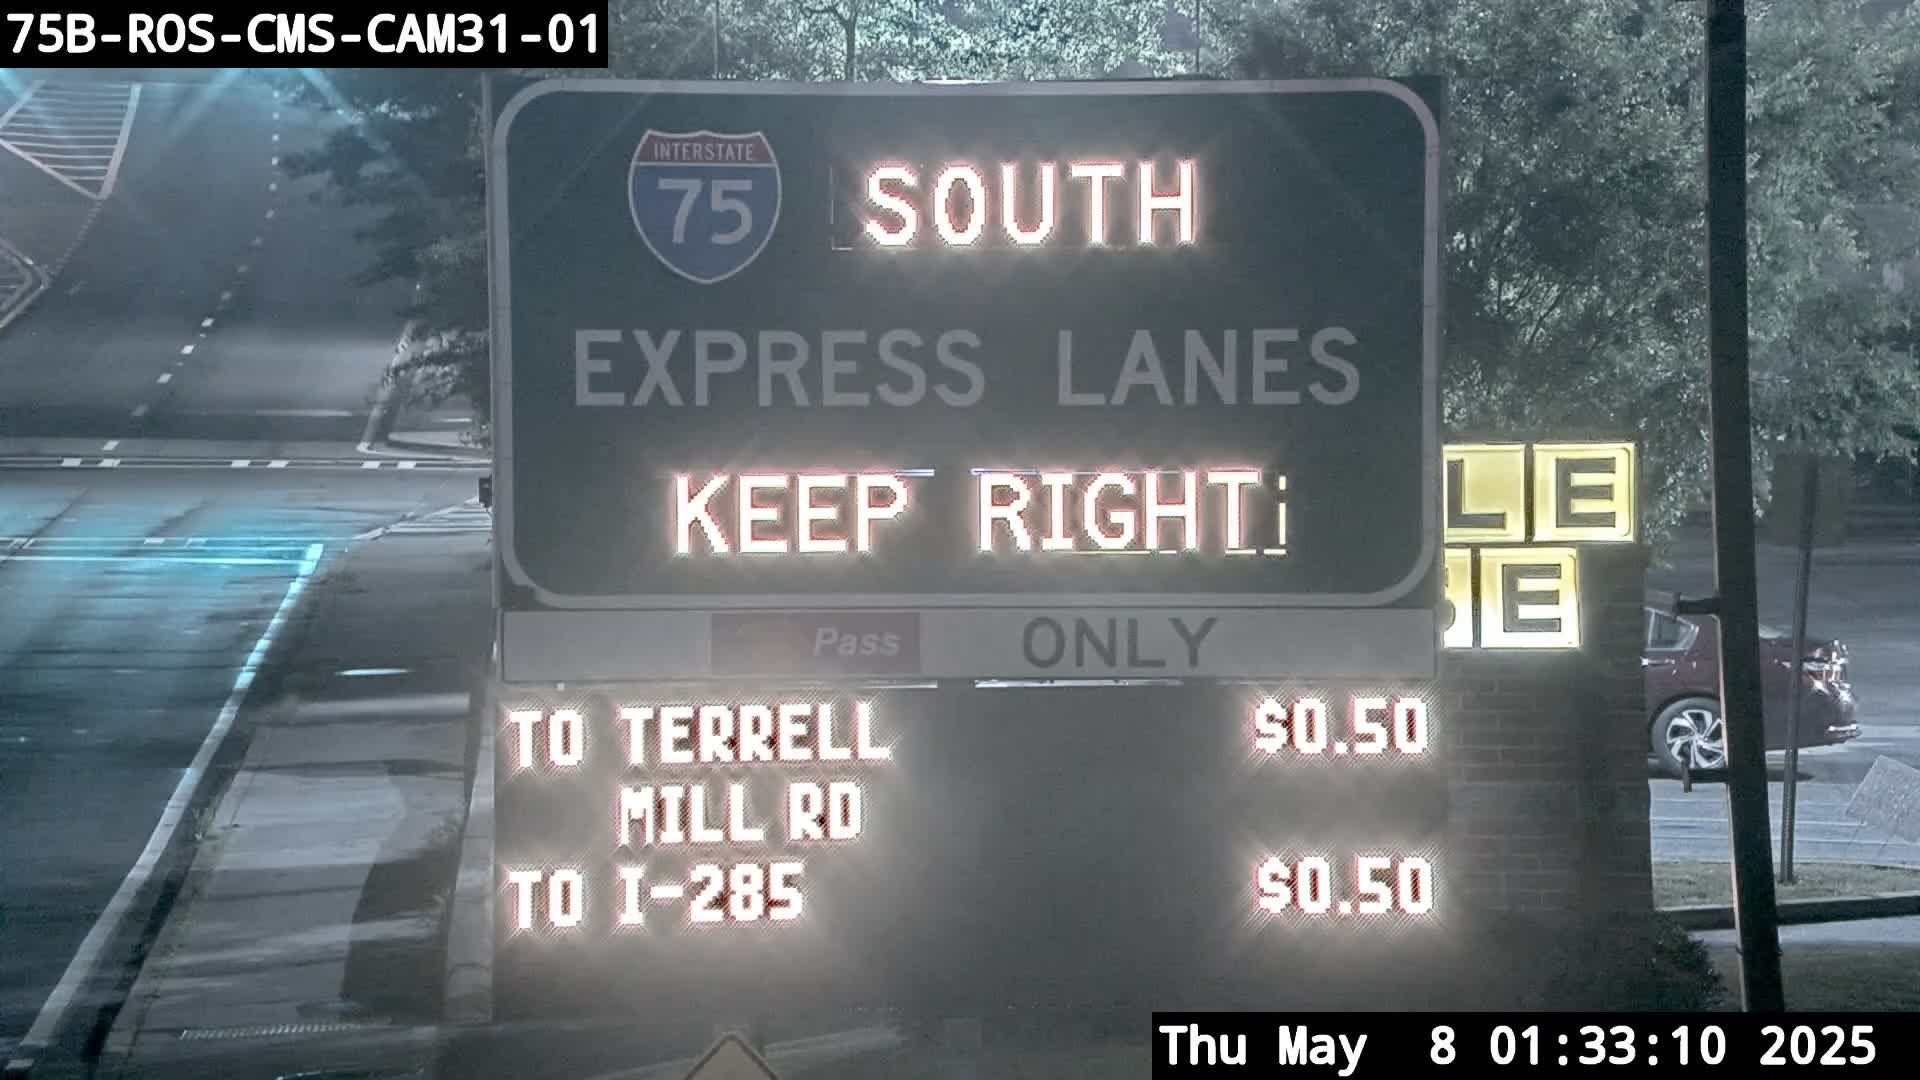 75B-ROS-CMS-CAM31-01
INTERSTATE
75
SOUTH
EXPRESS LANES
KEEP RIGHT
Pass ONLY
TO TERRELL $0.50
MILL RD
TO I-285 $0.50
LE
E
Thu May 8 01:33:10 2025